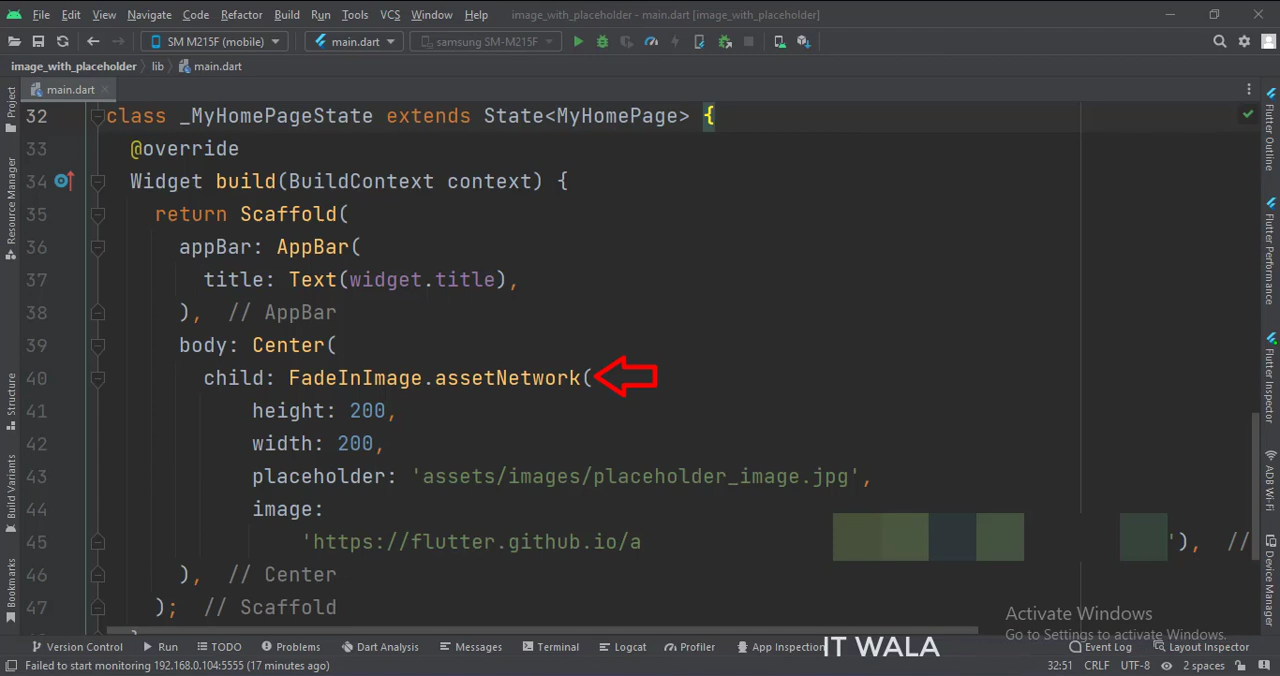 File Edit View Navigate Code Refactor Build Run Tools VCS Window Help image_with_placeholder - main.dart [image_with_placeholder]
SM M215F (mobile) main.dart samsung SM-M215F
image_with_placeholder lib main.dart
main.dart
32 class _MyHomePageState extends State<MyHomePage> {
33 @override
34 Widget build(BuildContext context) {
35 return Scaffold(
36 appBar: AppBar(
37 title: Text(widget.title),
38 ), // AppBar
39 body: Center(
40 child: FadeInImage.assetNetwork(
41 height: 200,
42 width: 200,
43 placeholder: 'assets/images/placeholder_image.jpg',
44 image:
45 'https://flutter.github.io/a '), //
46 ), // Center
47 ); // Scaffold
Project
Resource Manager
Structure
Build Variants
Bookmarks
Flutter Outline
Flutter Performance
Flutter Inspector
ADB Wi-Fi
Device Manager
Activate Windows
Go to Settings to activate Windows.
IT WALA
Version Control Run TODO Problems Dart Analysis Messages Terminal Build Logcat Profiler App Inspection Event Log Layout Inspector
Failed to start monitoring 192.168.0.104:5555 (17 minutes ago) 32:51 CRLF UTF-8 2 spaces